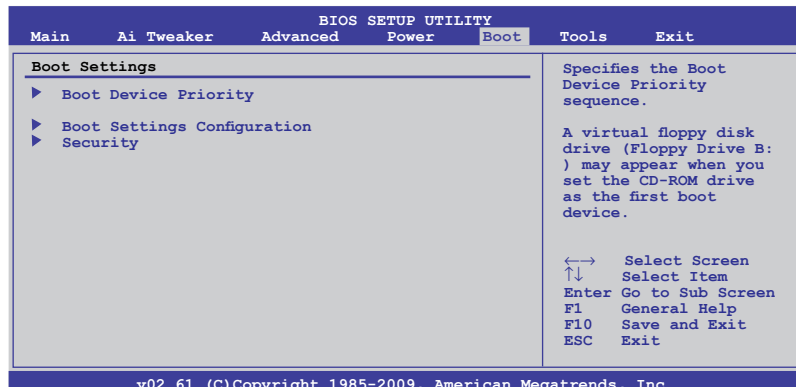 BIOS SETUP UTILITY
Main Ai Tweaker Advanced Power Boot Tools Exit
Boot Settings
Boot Device Priority
Boot Settings Configuration
Security
Specifies the Boot
Device Priority
sequence.
A virtual floppy disk
drive (Floppy Drive B:
) may appear when you
set the CD-ROM drive
as the first boot
device.
←→ Select Screen
↑↓ Select Item
Enter Go to Sub Screen
F1 General Help
F10 Save and Exit
ESC Exit
v02.61 (C)Copyright 1985-2009, American Megatrends, Inc.